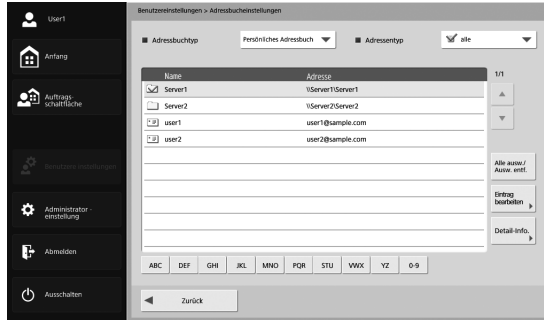 User1
Anfang
Auftrags-
schaltfläche
Benutzereinstellungen
Administrator -
einstellung
Abmelden
Ausschalten
Benutzereinstellungen > Adressbucheinstellungen
Adressbuchtyp
Persönliches Adressbuch
Adressentyp
alle
Name Adresse
Server1 \\Server1\Server1
Server2 \\Server2\Server2
user1 user1@sample.com
user2 user2@sample.com
1/1
Alle ausw./
Ausw. entf.
Eintrag
bearbeiten
Detail-Info.
ABC DEF GHI JKL MNO PQR STU VWX YZ 0-9
Zurück